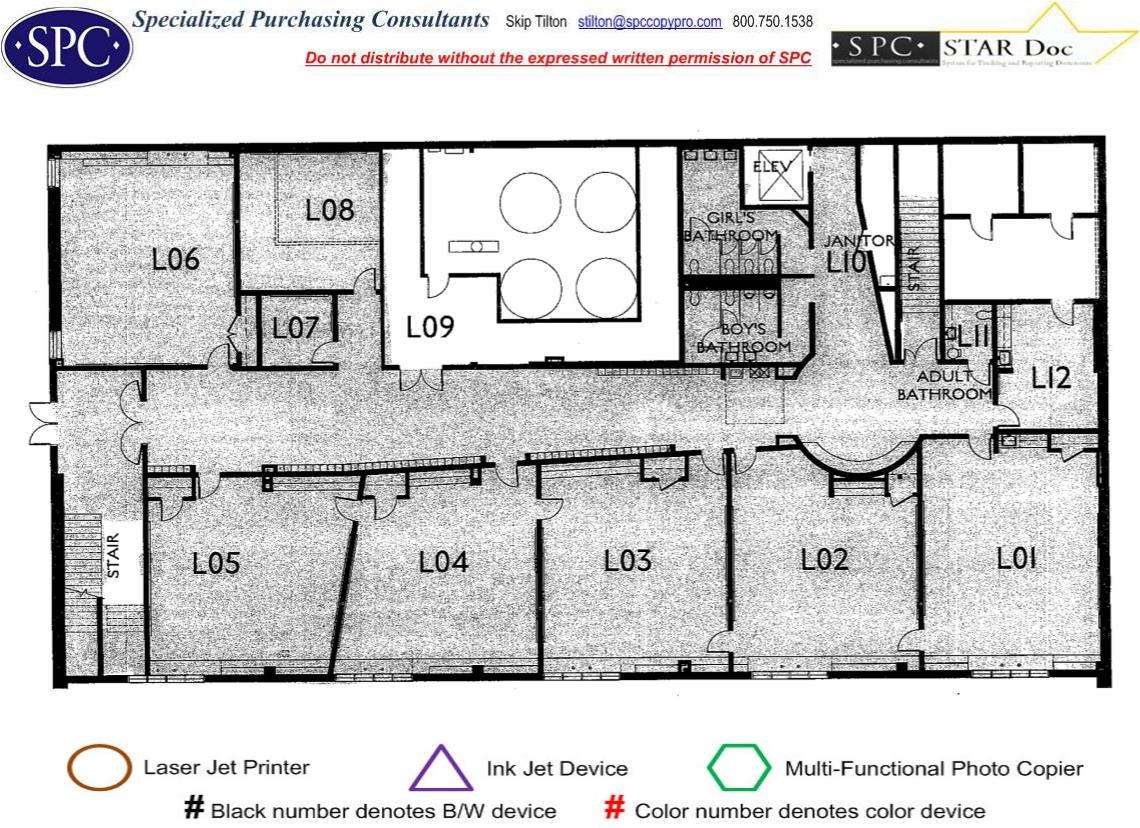 Specialized Purchasing Consultants Skip Tilton stilton@spccopypro.com 800.750.1538
·SPC·
Do not distribute without the expressed written permission of SPC
·SPC· STAR Doc
specialized purchasing consultants System for Tracking and Reporting Documents
ELEV
L08
GIRL'S
BATHROOM
JANITOR
L06
L10
STAIR
L07
L09
BOY'S
BATHROOM
L11
ADULT
BATHROOM
L12
STAIR
L05
L04
L03
L02
L01
Laser Jet Printer
Ink Jet Device
Multi-Functional Photo Copier
# Black number denotes B/W device
# Color number denotes color device